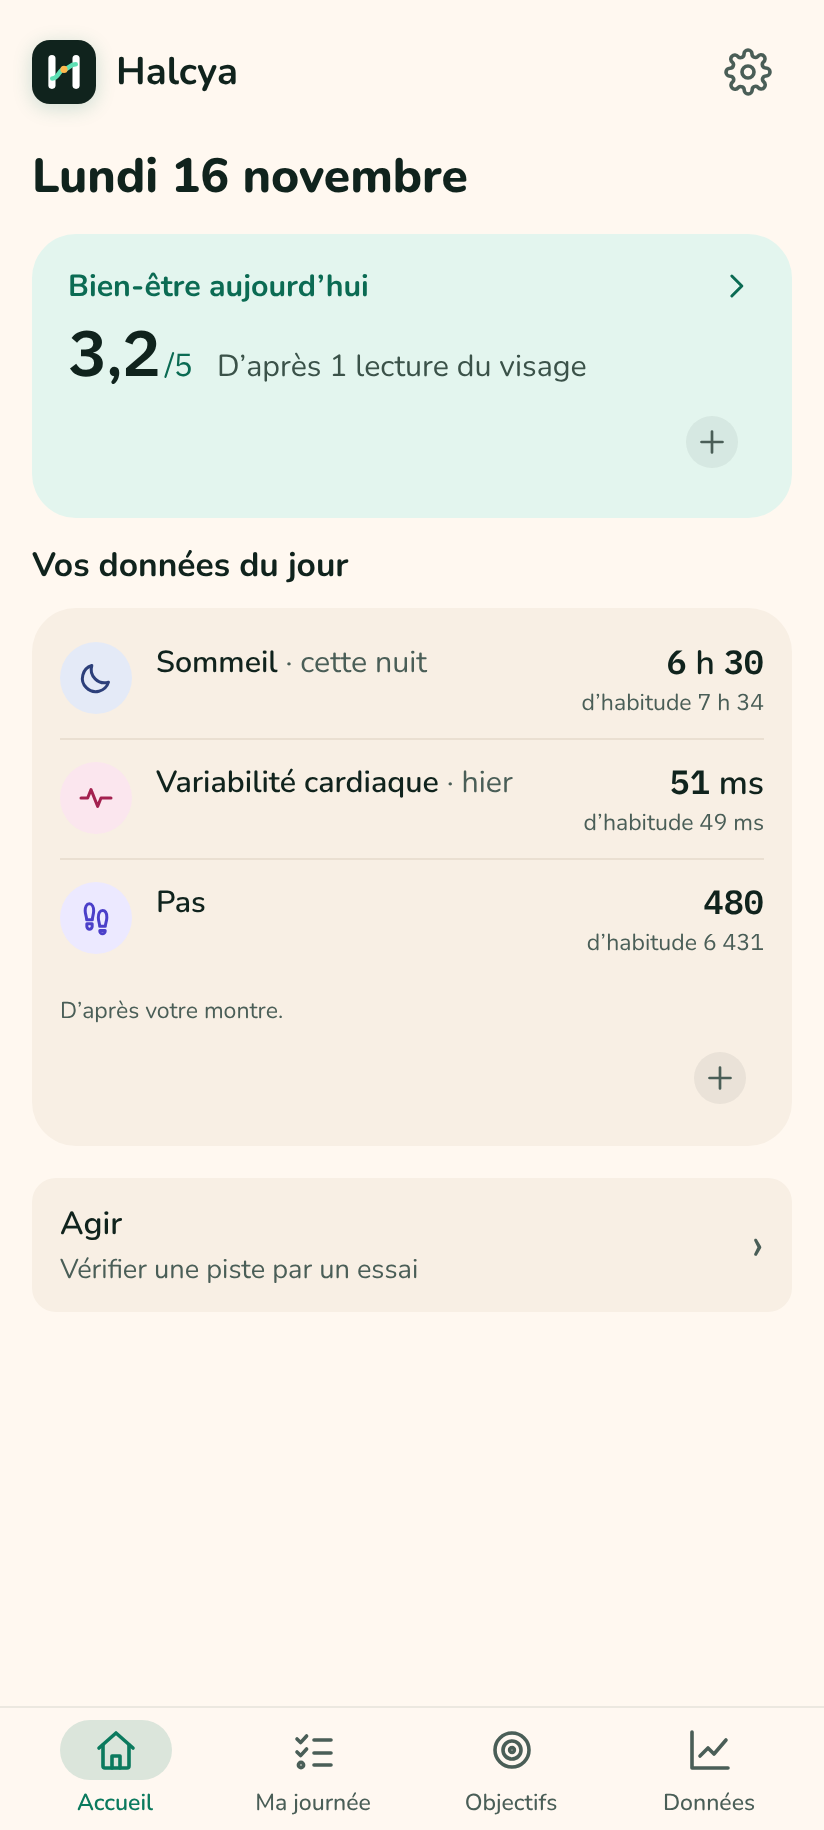 Halcya
Lundi 16 novembre
Bien-être aujourd’hui
3,2/5 D’après 1 lecture du visage
Vos données du jour
Sommeil · cette nuit
6 h 30
d’habitude 7 h 34
Variabilité cardiaque · hier
51 ms
d’habitude 49 ms
Pas
480
d’habitude 6 431
D’après votre montre.
Agir
Vérifier une piste par un essai
Accueil Ma journée Objectifs Données